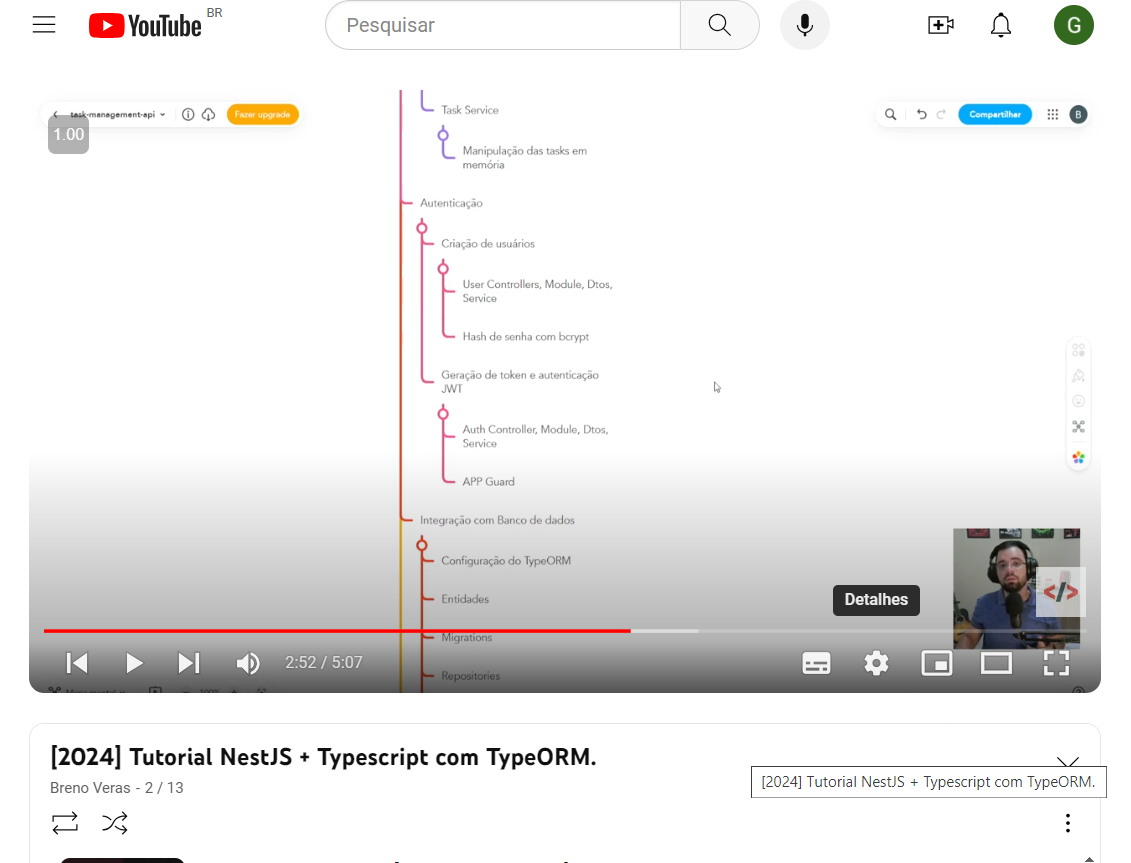 YouTube BR
Pesquisar
G
task-management-api
Fazer upgrade
Compartilhar
B
1.00
Task Service
Manipulação das tasks em
memória
Autenticação
Criação de usuários
User Controllers, Module, Dtos,
Service
Hash de senha com bcrypt
Geração de token e autenticação
JWT
Auth Controller, Module, Dtos,
Service
APP Guard
Integração com Banco de dados
Configuração do TypeORM
Entidades
Migrations
Repositories
</>
Detalhes
2:52 / 5:07
100%
[2024] Tutorial NestJS + Typescript com TypeORM.
Breno Veras - 2 / 13
[2024] Tutorial NestJS + Typescript com TypeORM.